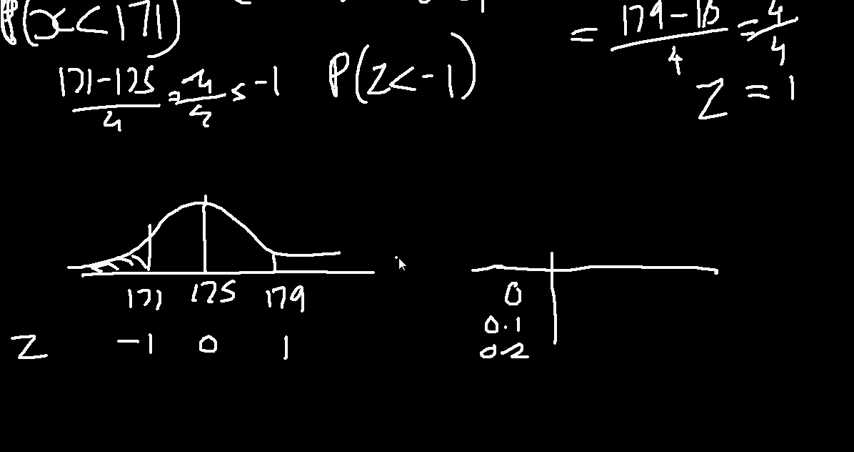 P(x<171)
171-175/4 = -4/4 = -1
P(Z<-1)
= 179-175/4 = 4/4
Z = 1
171 175 179
Z -1 0 1
0
0.1
0.2